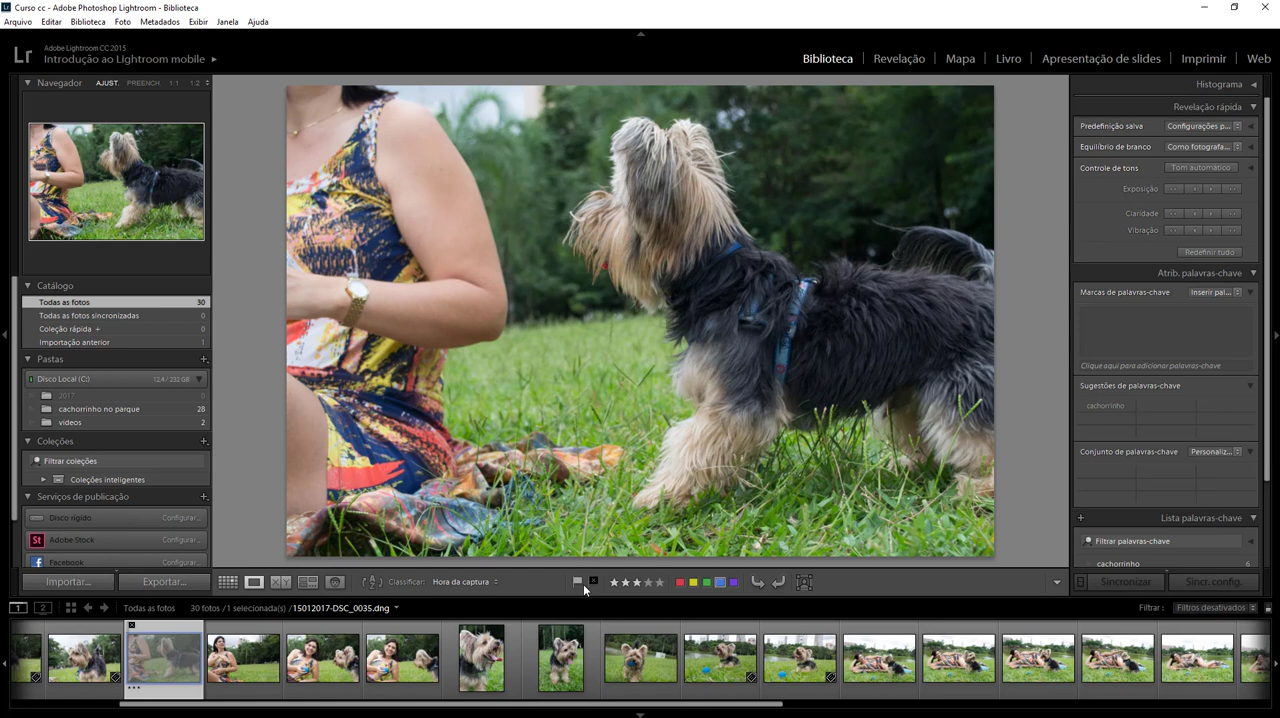 Curso cc - Adobe Photoshop Lightroom - Biblioteca
Arquivo Editar Biblioteca Foto Metadados Exibir Janela Ajuda
Lr Adobe Lightroom CC 2015
Introdução ao Lightroom mobile
Biblioteca Revelação Mapa Livro Apresentação de slides Imprimir Web
Navegador AJUST. PREENCH. 1:1 1:2
Catálogo
Todas as fotos 30
Todas as fotos sincronizadas 0
Coleção rápida + 0
Importação anterior 1
Pastas
Disco Local (C:) 12,4 / 232 GB
2017 0
cachorrinho no parque 28
videos 2
Coleções
Filtrar coleções
Coleções inteligentes
Serviços de publicação
Disco rígido Configurar...
St Adobe Stock Configurar...
Facebook Configurar...
Importar... Exportar...
Histograma
Revelação rápida
Predefinição salva Configurações p...
Equilíbrio de branco Como fotografa...
Controle de tons Tom automático
Exposição
Claridade
Vibração
Redefinir tudo
Atrib. palavras-chave
Marcas de palavras-chave Inserir pal...
Clique aqui para adicionar palavras-chave
Sugestões de palavras-chave
cachorrinho
Conjunto de palavras-chave Personaliz...
Lista palavras-chave
Filtrar palavras-chave
cachorrinho 6
Sincronizar Sincr. config.
XY Classificar: Hora da captura
1 2 Todas as fotos 30 fotos /1 selecionada(s) /15012017-DSC_0035.dng Filtrar : Filtros desativados